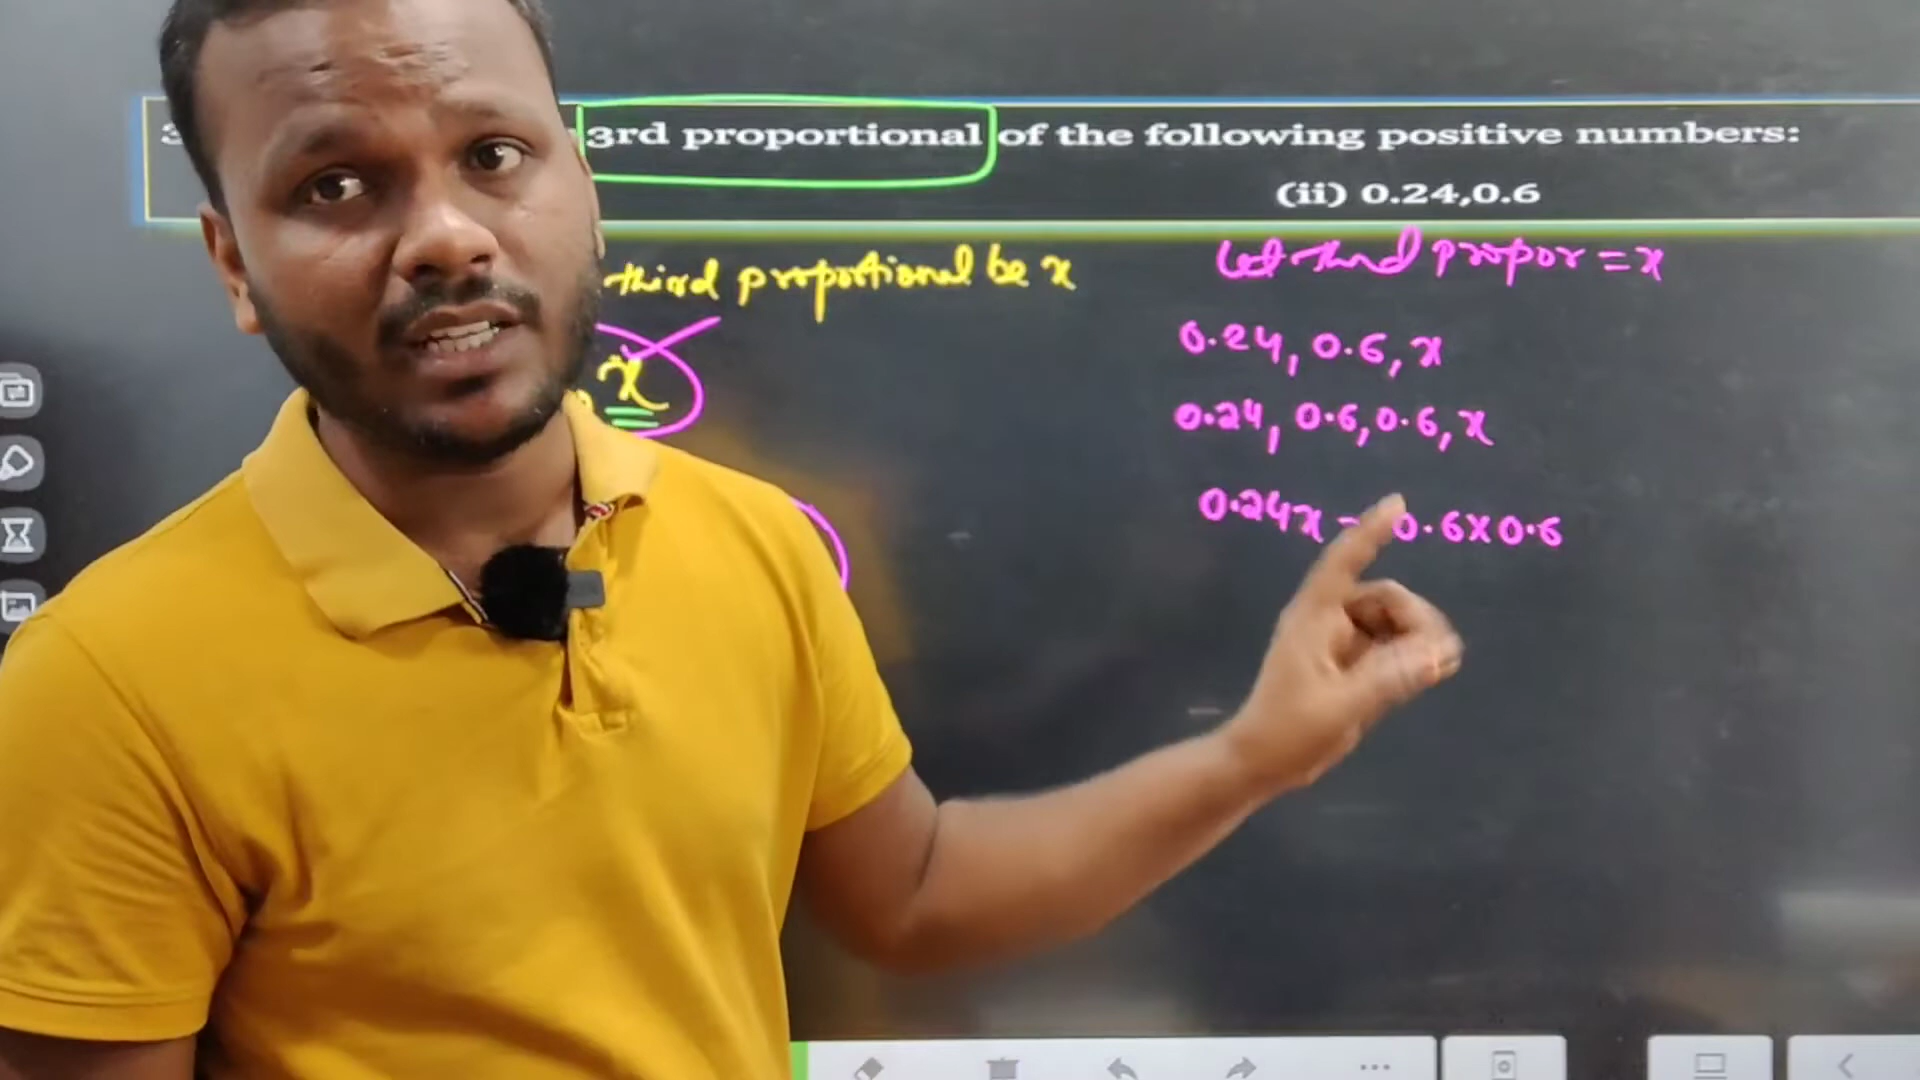 3rd proportional of the following positive numbers:
(ii) 0.24,0.6
third proportional be x
x
Let third propor = x
0.24, 0.6, x
0.24, 0.6, 0.6, x
0.24x = 0.6x0.6